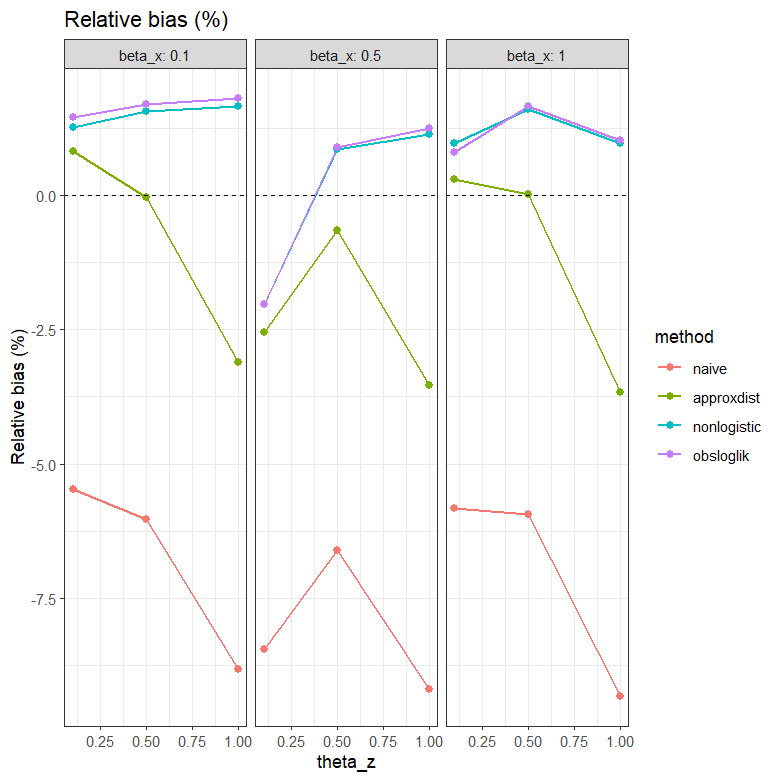 Relative bias (%)
beta_x: 0.1 beta_x: 0.5 beta_x: 1
0.0
-2.5
-5.0
-7.5
Relative bias (%)
0.25 0.50 0.75 1.00 0.25 0.50 0.75 1.00 0.25 0.50 0.75 1.00
theta_z
method
naive
approxdist
nonlogistic
obsloglik